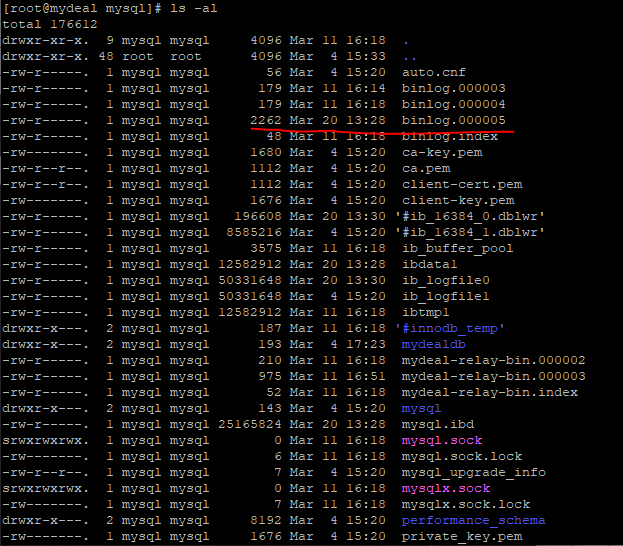 [root@mydeal mysql]# ls -al
total 176612
drwxr-xr-x. 9 mysql mysql 4096 Mar 11 16:18 .
drwxr-xr-x. 48 root root 4096 Mar 4 15:33 ..
-rw-r-----. 1 mysql mysql 56 Mar 4 15:20 auto.cnf
-rw-r-----. 1 mysql mysql 179 Mar 11 16:14 binlog.000003
-rw-r-----. 1 mysql mysql 179 Mar 11 16:18 binlog.000004
-rw-r-----. 1 mysql mysql 2262 Mar 20 13:28 binlog.000005
-rw-r-----. 1 mysql mysql 48 Mar 11 16:18 binlog.index
-rw-------. 1 mysql mysql 1680 Mar 4 15:20 ca-key.pem
-rw-r--r--. 1 mysql mysql 1112 Mar 4 15:20 ca.pem
-rw-r--r--. 1 mysql mysql 1112 Mar 4 15:20 client-cert.pem
-rw-------. 1 mysql mysql 1676 Mar 4 15:20 client-key.pem
-rw-r-----. 1 mysql mysql 196608 Mar 20 13:30 '#ib_16384_0.dblwr'
-rw-r-----. 1 mysql mysql 8585216 Mar 4 15:20 '#ib_16384_1.dblwr'
-rw-r-----. 1 mysql mysql 3575 Mar 11 16:18 ib_buffer_pool
-rw-r-----. 1 mysql mysql 12582912 Mar 20 13:28 ibdata1
-rw-r-----. 1 mysql mysql 50331648 Mar 20 13:30 ib_logfile0
-rw-r-----. 1 mysql mysql 50331648 Mar 4 15:20 ib_logfile1
-rw-r-----. 1 mysql mysql 12582912 Mar 11 16:18 ibtmp1
drwxr-x---. 2 mysql mysql 187 Mar 11 16:18 '#innodb_temp'
drwxr-x---. 2 mysql mysql 193 Mar 4 17:23 mydealdb
-rw-r-----. 1 mysql mysql 210 Mar 11 16:18 mydeal-relay-bin.000002
-rw-r-----. 1 mysql mysql 975 Mar 11 16:51 mydeal-relay-bin.000003
-rw-r-----. 1 mysql mysql 52 Mar 11 16:18 mydeal-relay-bin.index
drwxr-x---. 2 mysql mysql 143 Mar 4 15:20 mysql
-rw-r-----. 1 mysql mysql 25165824 Mar 20 13:28 mysql.ibd
srwxrwxrwx. 1 mysql mysql 0 Mar 11 16:18 mysql.sock
-rw-------. 1 mysql mysql 6 Mar 11 16:18 mysql.sock.lock
-rw-r--r--. 1 mysql mysql 7 Mar 4 15:20 mysql_upgrade_info
srwxrwxrwx. 1 mysql mysql 0 Mar 11 16:18 mysqlx.sock
-rw-------. 1 mysql mysql 7 Mar 11 16:18 mysqlx.sock.lock
drwxr-x---. 2 mysql mysql 8192 Mar 4 15:20 performance_schema
-rw-------. 1 mysql mysql 1676 Mar 4 15:20 private_key.pem